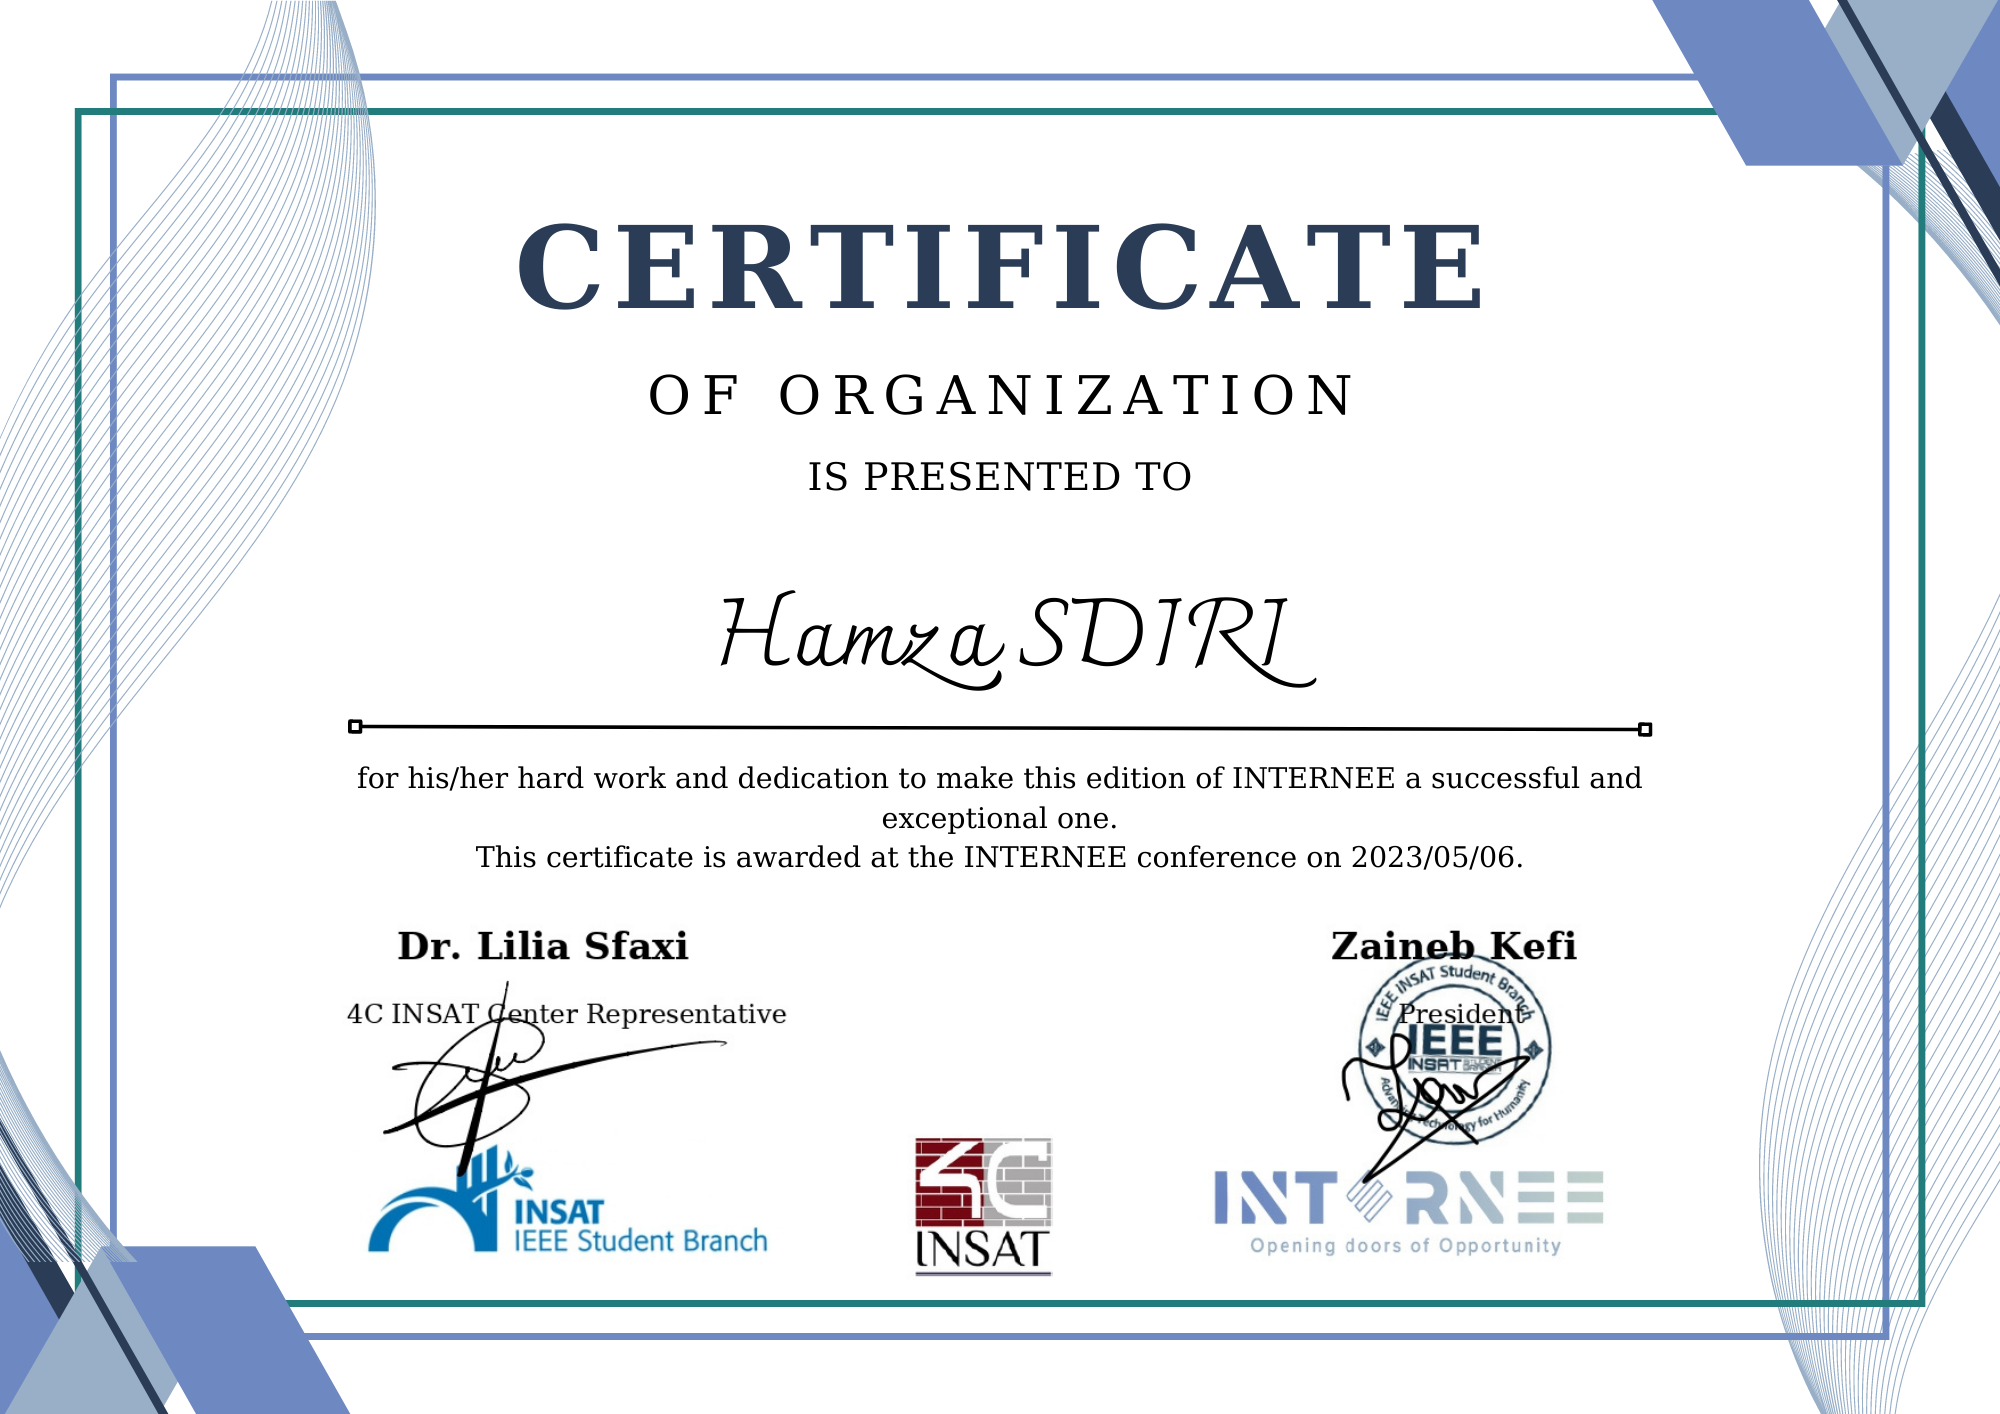 CERTIFICATE
OF ORGANIZATION
IS PRESENTED TO
Hamza SDIRI
for his/her hard work and dedication to make this edition of INTERNEE a successful and
exceptional one.
This certificate is awarded at the INTERNEE conference on 2023/05/06.
Dr. Lilia Sfaxi
4C INSAT Center Representative
Zaineb Kefi
President
IEEE INSAT Student Branch
IEEE
INSAT STUDENT BRANCH
Advancing Technology for Humanity
INSAT
IEEE Student Branch
4C
INSAT
INTERNEE
Opening doors of Opportunity